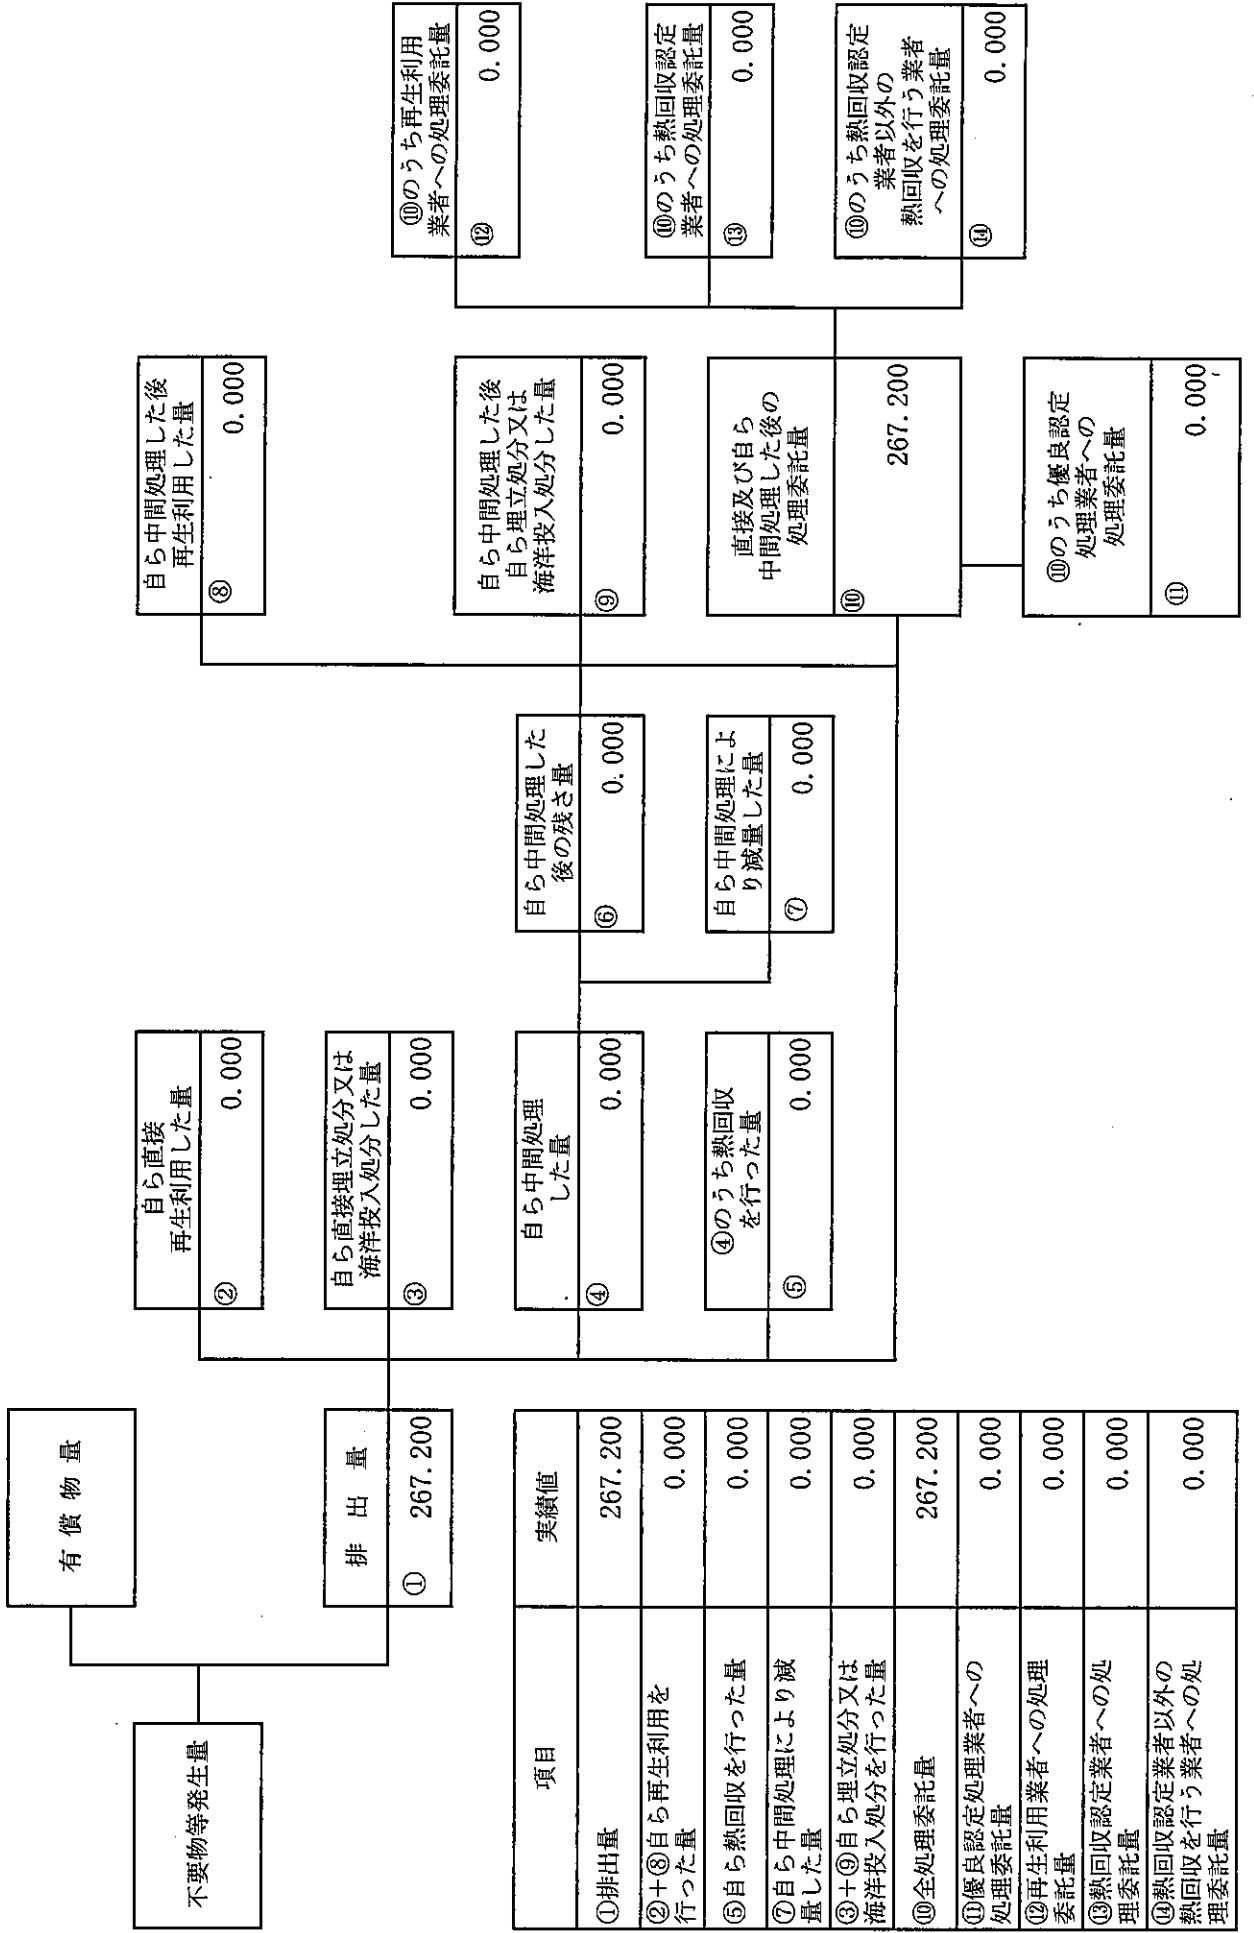 不要物等発生量
有償物量
排出量
① 267.200
自ら直接
再生利用した量
② 0.000
自ら直接埋立処分又は
海洋投入処分した量
③ 0.000
自ら中間処理
した量
④ 0.000
④のうち熱回収
を行った量
⑤ 0.000
自ら中間処理した
後の残さ量
⑥ 0.000
自ら中間処理によ
り減量した量
⑦ 0.000
自ら中間処理した後
再生利用した量
⑧ 0.000
自ら中間処理した後
自ら埋立処分又は
海洋投入処分した量
⑨ 0.000
直接及び自ら
中間処理した後の
処理委託量
⑩ 267.200
⑩のうち優良認定
処理業者への
処理委託量
⑪ 0.000
⑩のうち再生利用
業者への処理委託量
⑫ 0.000
⑩のうち熱回収認定
業者への処理委託量
⑬ 0.000
⑩のうち熱回収認定
業者以外の
熱回収を行う業者
への処理委託量
⑭ 0.000
項目 実績値
①排出量 267.200
②+⑧自ら再生利用を
行った量 0.000
⑤自ら熱回収を行った量 0.000
⑦自ら中間処理により減
量した量 0.000
③+⑨自ら埋立処分又は
海洋投入処分を行った量 0.000
⑩全処理委託量 267.200
⑪優良認定処理業者への
処理委託量 0.000
⑫再生利用業者への処理
委託量 0.000
⑬熱回収認定業者への処
理委託量 0.000
⑭熱回収認定業者以外の
熱回収を行う業者への処
理委託量 0.000